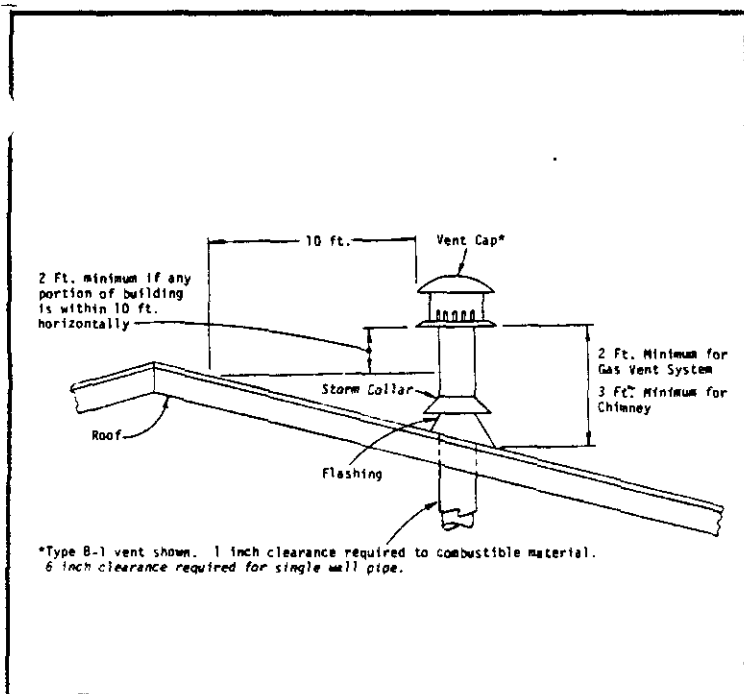 10 ft.
Vent Cap*
2 Ft. minimum if any
portion of building
is within 10 ft.
horizontally
2 Ft. Minimum for
Gas Vent System
3 Ft. Minimum for
Chimney
Storm Collar
Roof
Flashing
*Type B-1 vent shown. 1 inch clearance required to combustible material.
6 inch clearance required for single wall pipe.